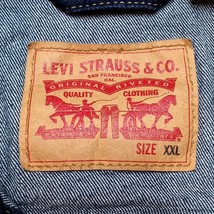 LEVI STRAUSS & CO.
SAN FRANCISCO
CAL.
ORIGINAL RIVETED
QUALITY CLOTHING
SIZE XXL